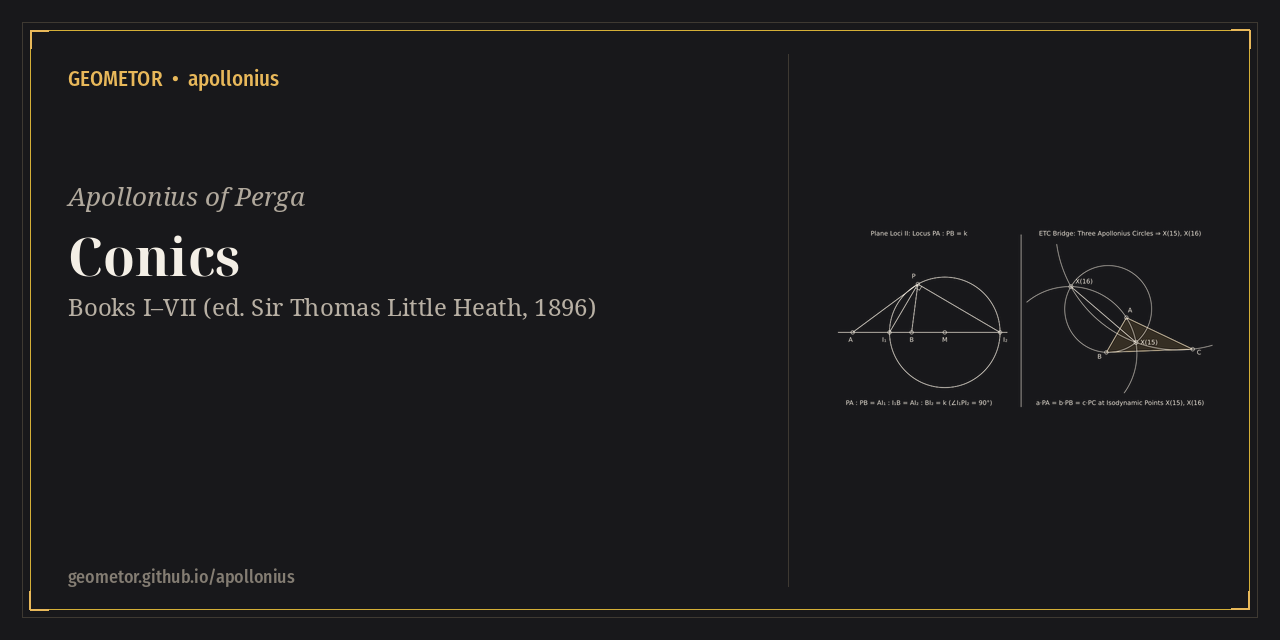 GEOMETOR • apollonius
Apollonius of Perga
Conics
Books I–VII (ed. Sir Thomas Little Heath, 1896)
geometor.github.io/apollonius
Plane Loci II: Locus PA : PB = k
P
A
I₁
B
M
I₂
PA : PB = AI₁ : I₁B = AI₂ : BI₂ = k (∠I₁PI₂ = 90°)
ETC Bridge: Three Apollonius Circles ⇒ X(15), X(16)
X(16)
A
X(15)
B
C
a·PA = b·PB = c·PC at Isodynamic Points X(15), X(16)